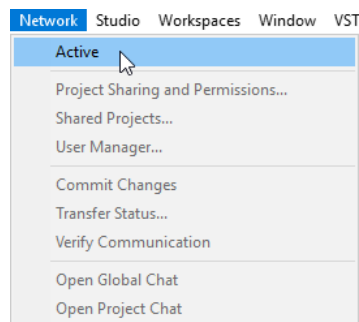 Network Studio Workspaces Window VST
Active
Project Sharing and Permissions...
Shared Projects...
User Manager...
Commit Changes
Transfer Status...
Verify Communication
Open Global Chat
Open Project Chat